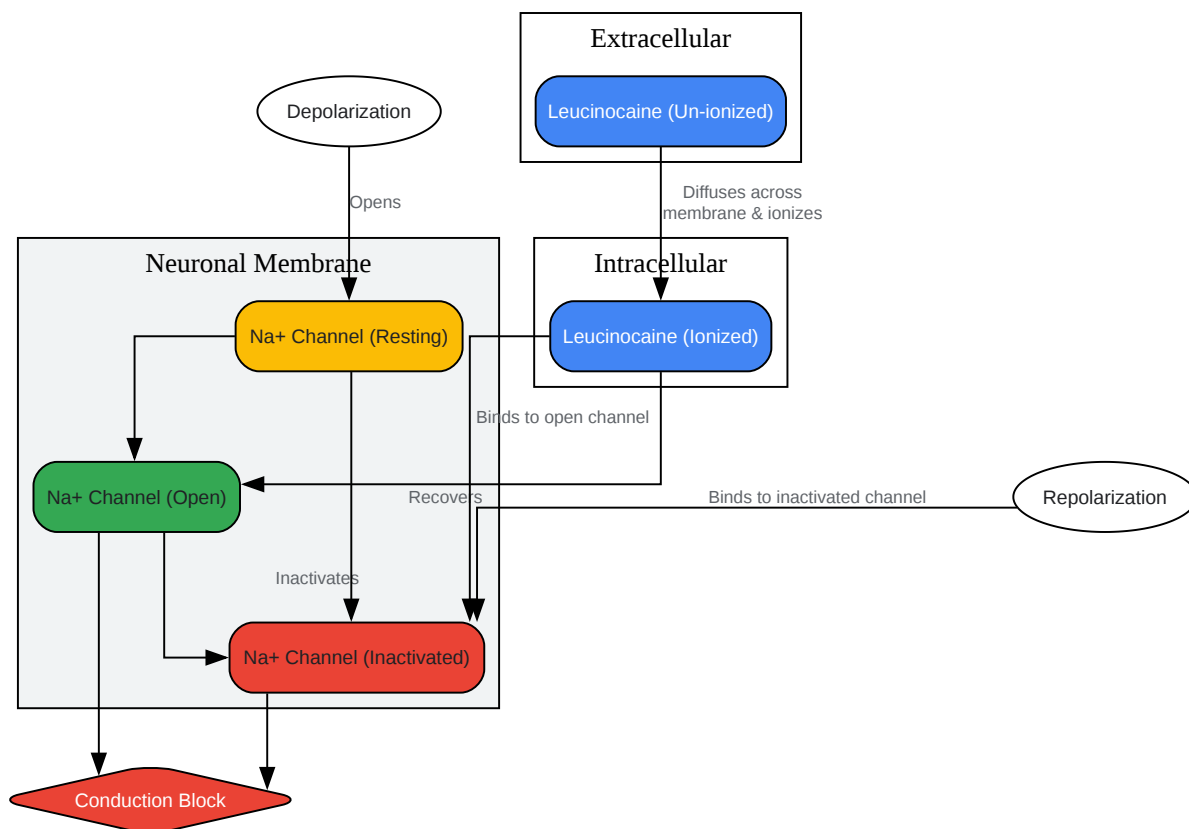 Extracellular
Leucinocaine (Un-ionized)
Depolarization
Diffuses across
membrane & ionizes
Opens
Neuronal Membrane
Intracellular
Na+ Channel (Resting)
Leucinocaine (Ionized)
Binds to open channel
Na+ Channel (Open)
Recovers
Binds to inactivated channel
Repolarization
Inactivates
Na+ Channel (Inactivated)
Conduction Block